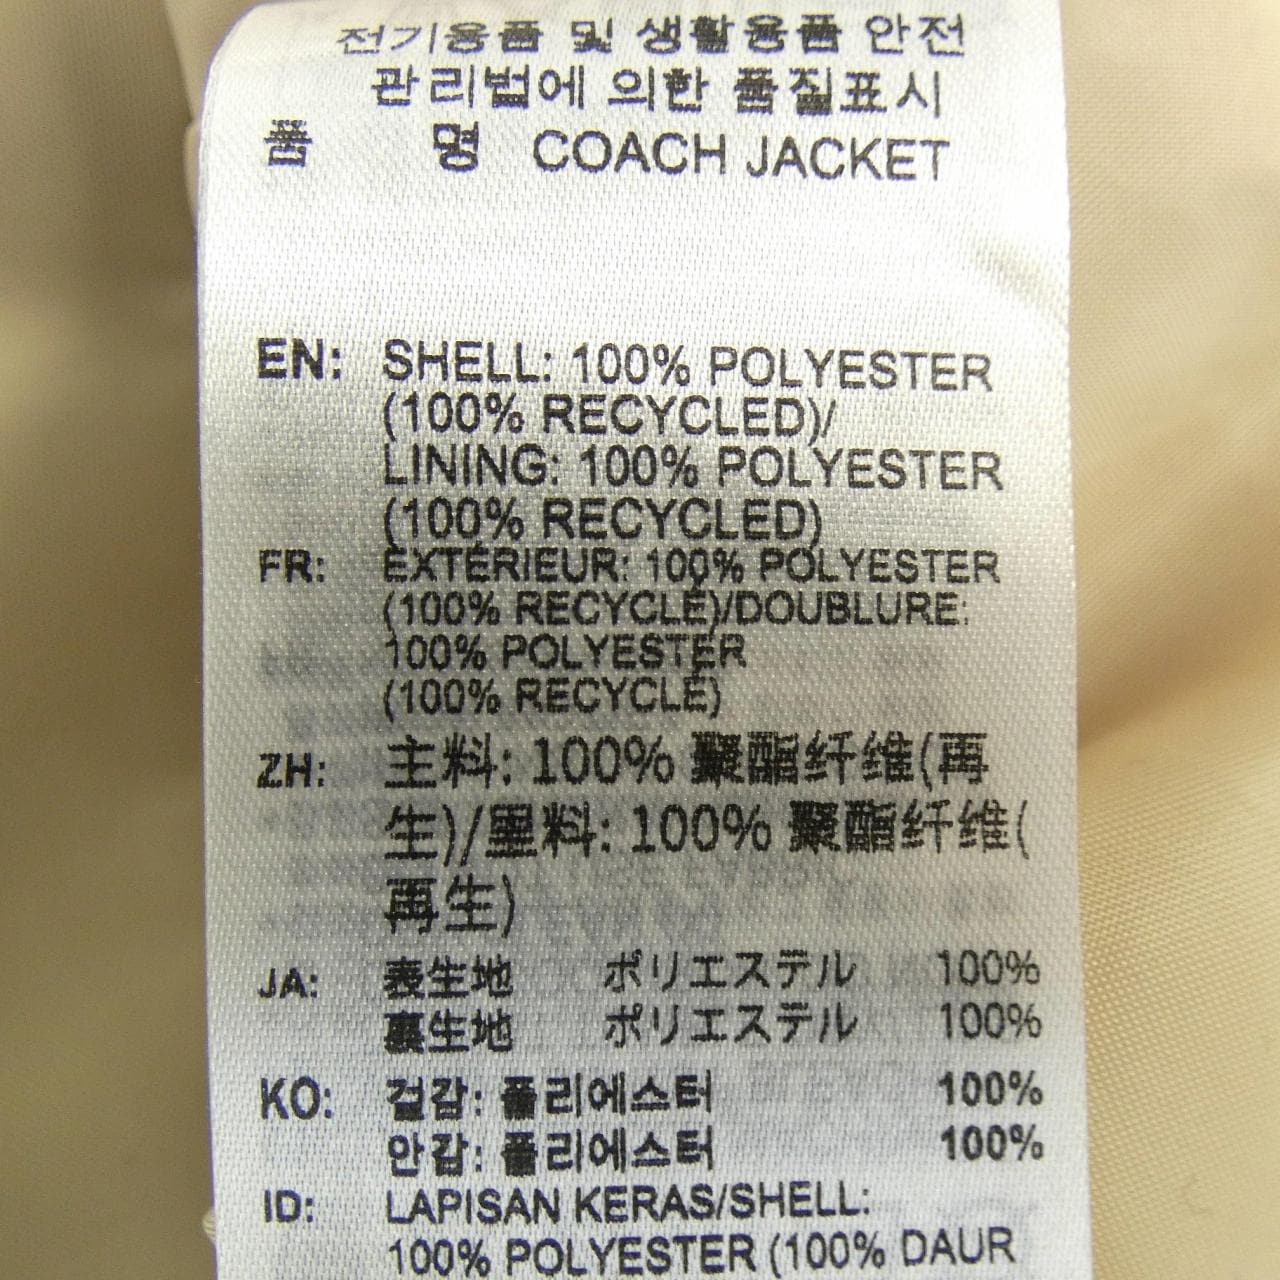 전기용품 및 생활용품 안전
관리법에 의한 품질표시
품 명 COACH JACKET
EN: SHELL: 100% POLYESTER
(100% RECYCLED)/
LINING: 100% POLYESTER
(100% RECYCLED)
FR: EXTÉRIEUR: 100% POLYESTER
(100% RECYCLÉ)/DOUBLURE:
100% POLYESTER
(100% RECYCLÉ)
ZH: 主料: 100% 聚酯纤维(再
生)/里料: 100% 聚酯纤维(
再生)
JA: 表生地 ポリエステル 100%
裏生地 ポリエステル 100%
KO: 겉감: 폴리에스터 100%
안감: 폴리에스터 100%
ID: LAPISAN KERAS/SHELL:
100% POLYESTER (100% DAUR